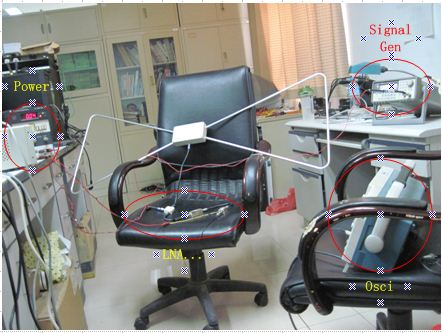 Signal
Gen
Power
LNA...
Osci